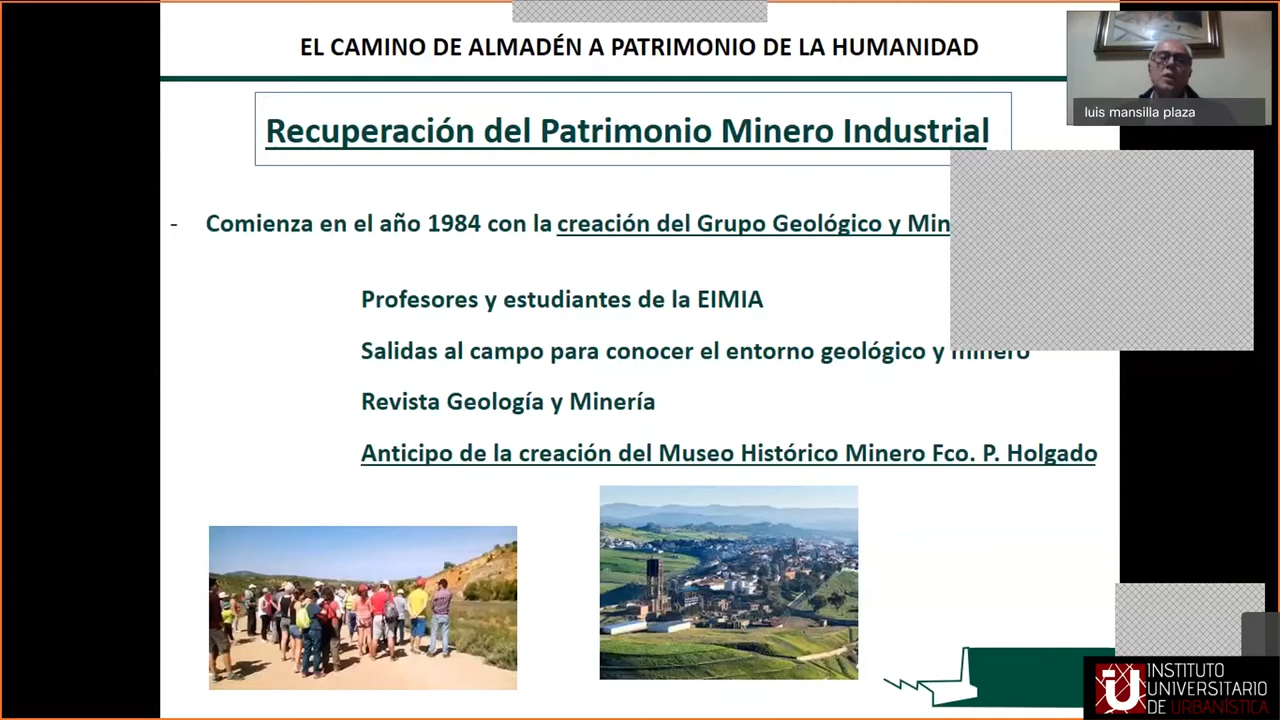 EL CAMINO DE ALMADÉN A PATRIMONIO DE LA HUMANIDAD
luis mansilla plaza
Recuperación del Patrimonio Minero Industrial
- Comienza en el año 1984 con la creación del Grupo Geológico y Min
Profesores y estudiantes de la EIMIA
Salidas al campo para conocer el entorno geológico y minero
Revista Geología y Minería
Anticipo de la creación del Museo Histórico Minero Fco. P. Holgado
iU
INSTITUTO
UNIVERSITARIO
DE URBANÍSTICA